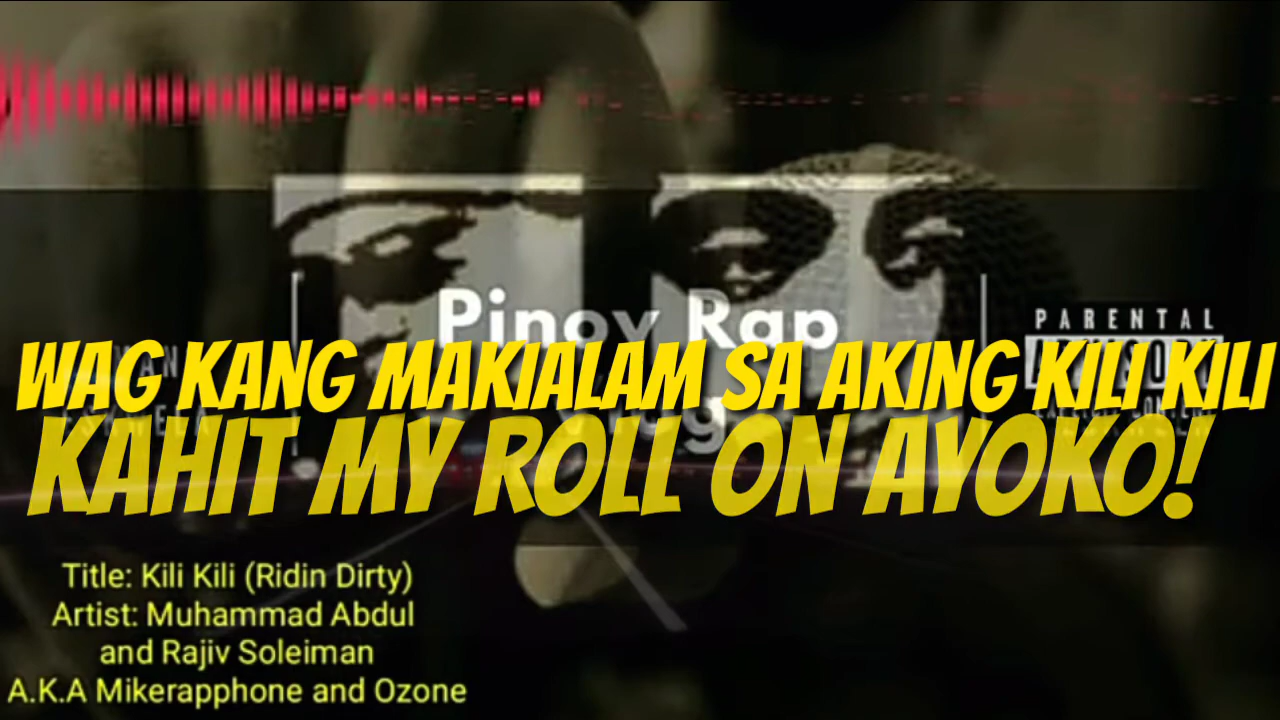 Pinoy Rap
PARENTAL
WAG KANG MAKIALAM SA AKING KILI KILI
KAHIT MY ROLL ON AYOKO!
Title: Kili Kili (Ridin Dirty)
Artist: Muhammad Abdul
and Rajiv Soleiman
A.K.A Mikerapphone and Ozone